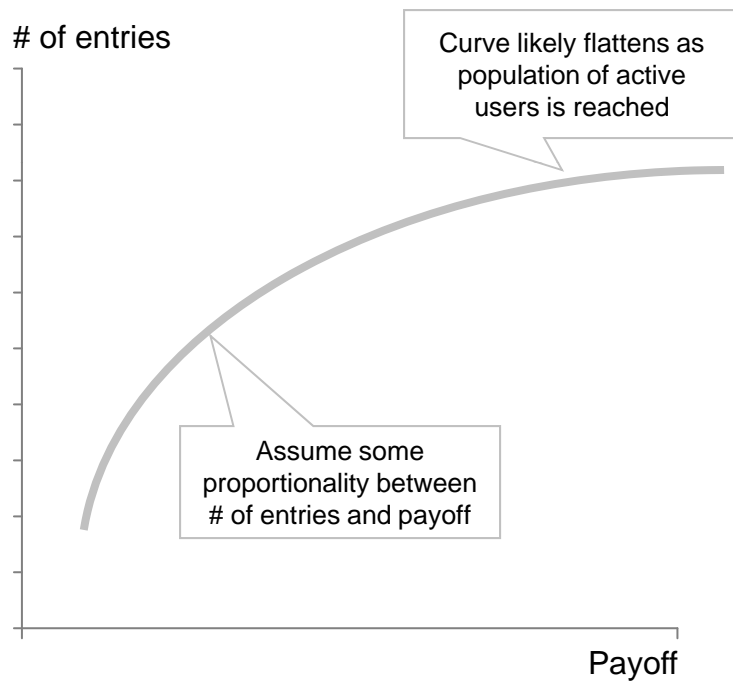 # of entries
Curve likely flattens as
population of active
users is reached
Assume some
proportionality between
# of entries and payoff
Payoff